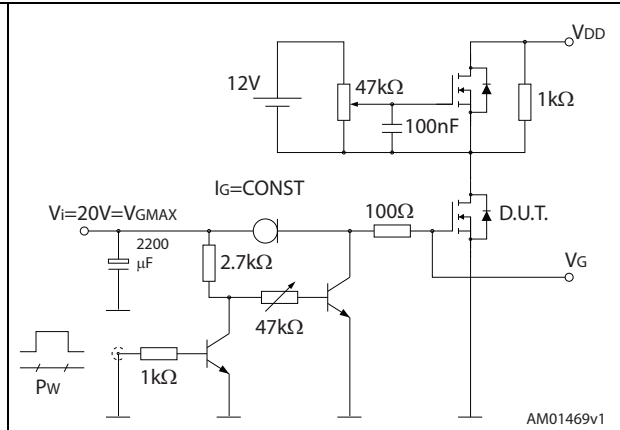 VDD
12V
47kΩ
1kΩ
100nF
IG=CONST
Vi=20V=VGMAX
100Ω
D.U.T.
2200
μF
2.7kΩ
VG
47kΩ
1kΩ
PW
AM01469v1